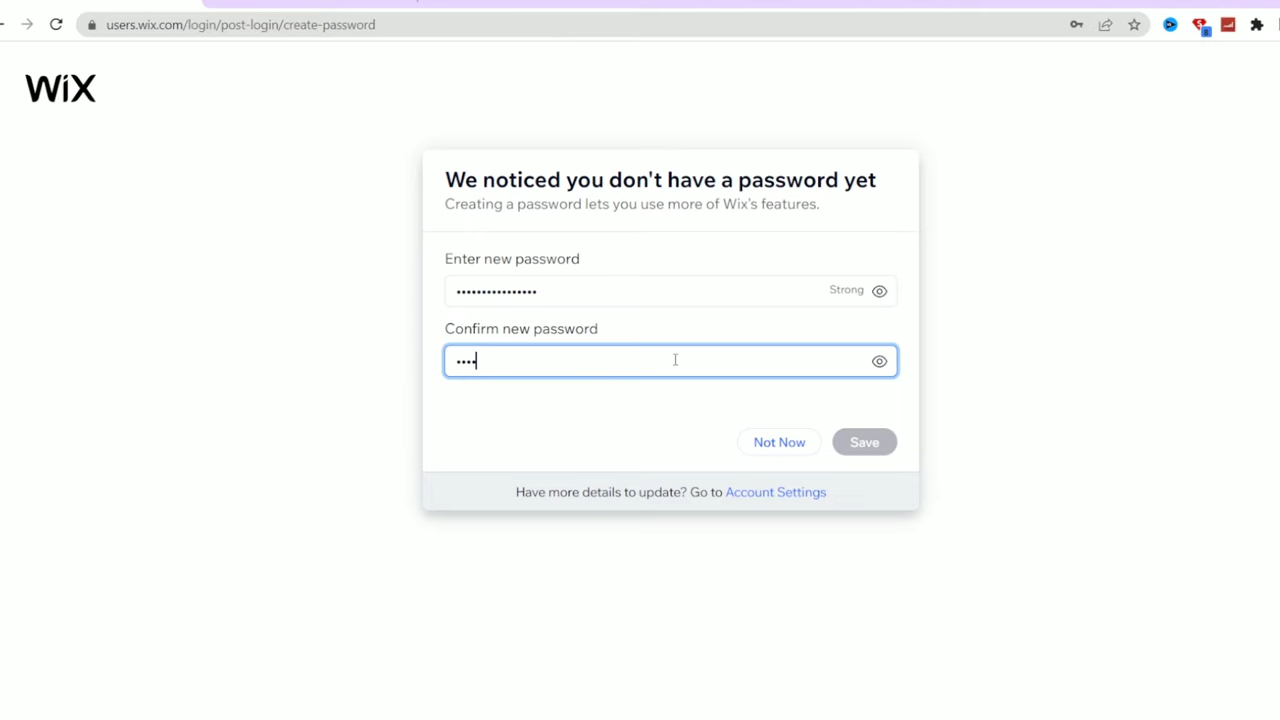 users.wix.com/login/post-login/create-password
8
WiX
We noticed you don't have a password yet
Creating a password lets you use more of Wix's features.
Enter new password
•••••••••••••••• Strong
Confirm new password
••••
Not Now Save
Have more details to update? Go to Account Settings